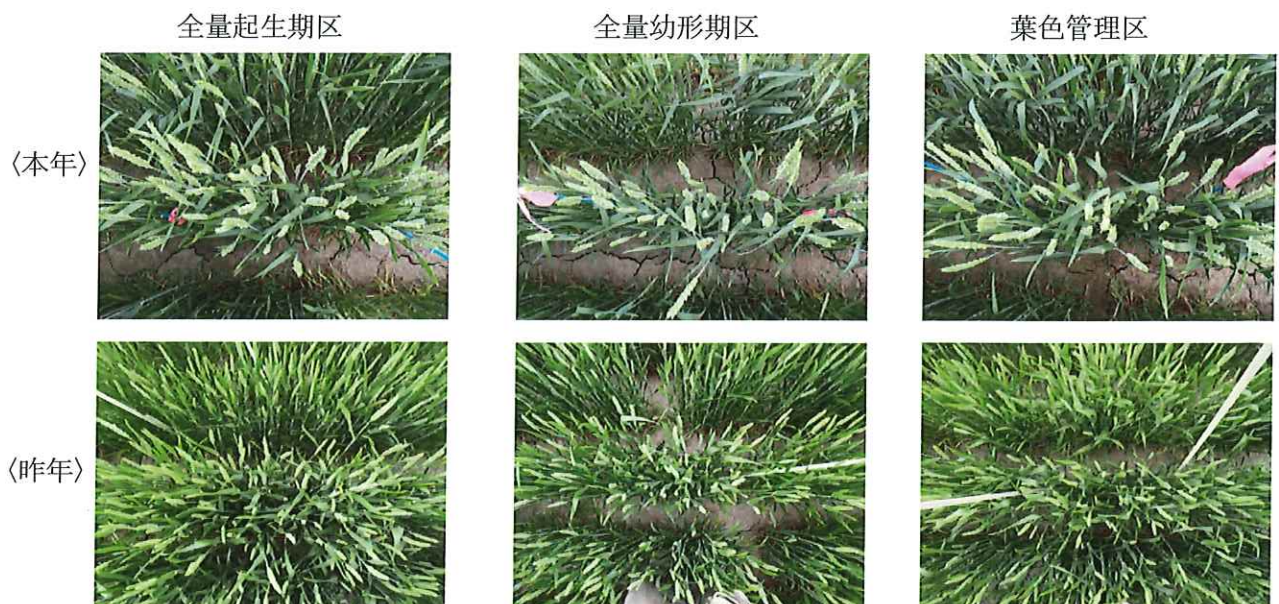 全量起生期区
全量幼形期区
葉色管理区
〈本年〉
〈昨年〉